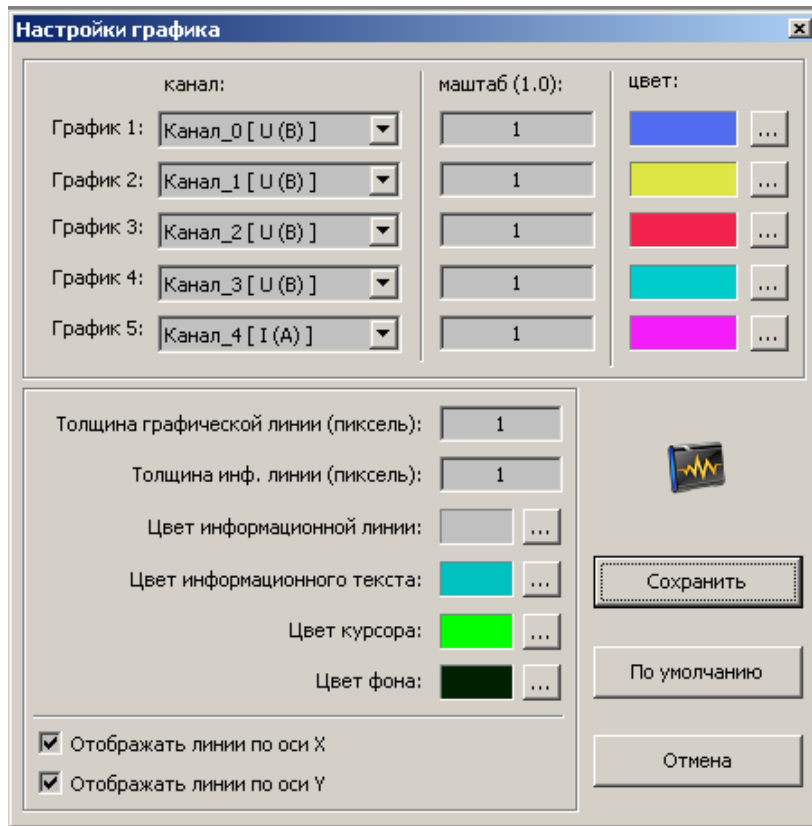 Настройки графика
канал: маштаб (1.0): цвет:
График 1: Канал_0 [ U (В) ] 1 ...
График 2: Канал_1 [ U (В) ] 1 ...
График 3: Канал_2 [ U (В) ] 1 ...
График 4: Канал_3 [ U (В) ] 1 ...
График 5: Канал_4 [ I (А) ] 1 ...
Толщина графической линии (пиксель): 1
Толщина инф. линии (пиксель): 1
Цвет информационной линии: ...
Цвет информационного текста: ...
Цвет курсора: ...
Цвет фона: ...
Отображать линии по оси X
Отображать линии по оси Y
Сохранить
По умолчанию
Отмена